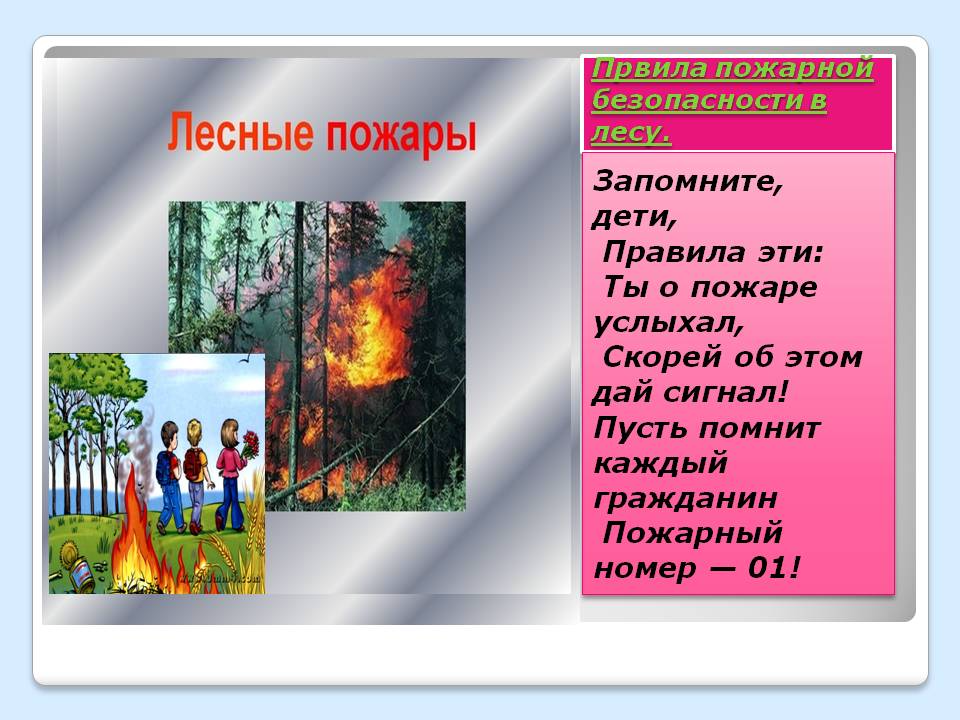 Лесные пожары
Првила пожарной
безопасности в
лесу.
Запомните,
дети,
Правила эти:
Ты о пожаре
услыхал,
Скорей об этом
дай сигнал!
Пусть помнит
каждый
гражданин
Пожарный
номер — 01!